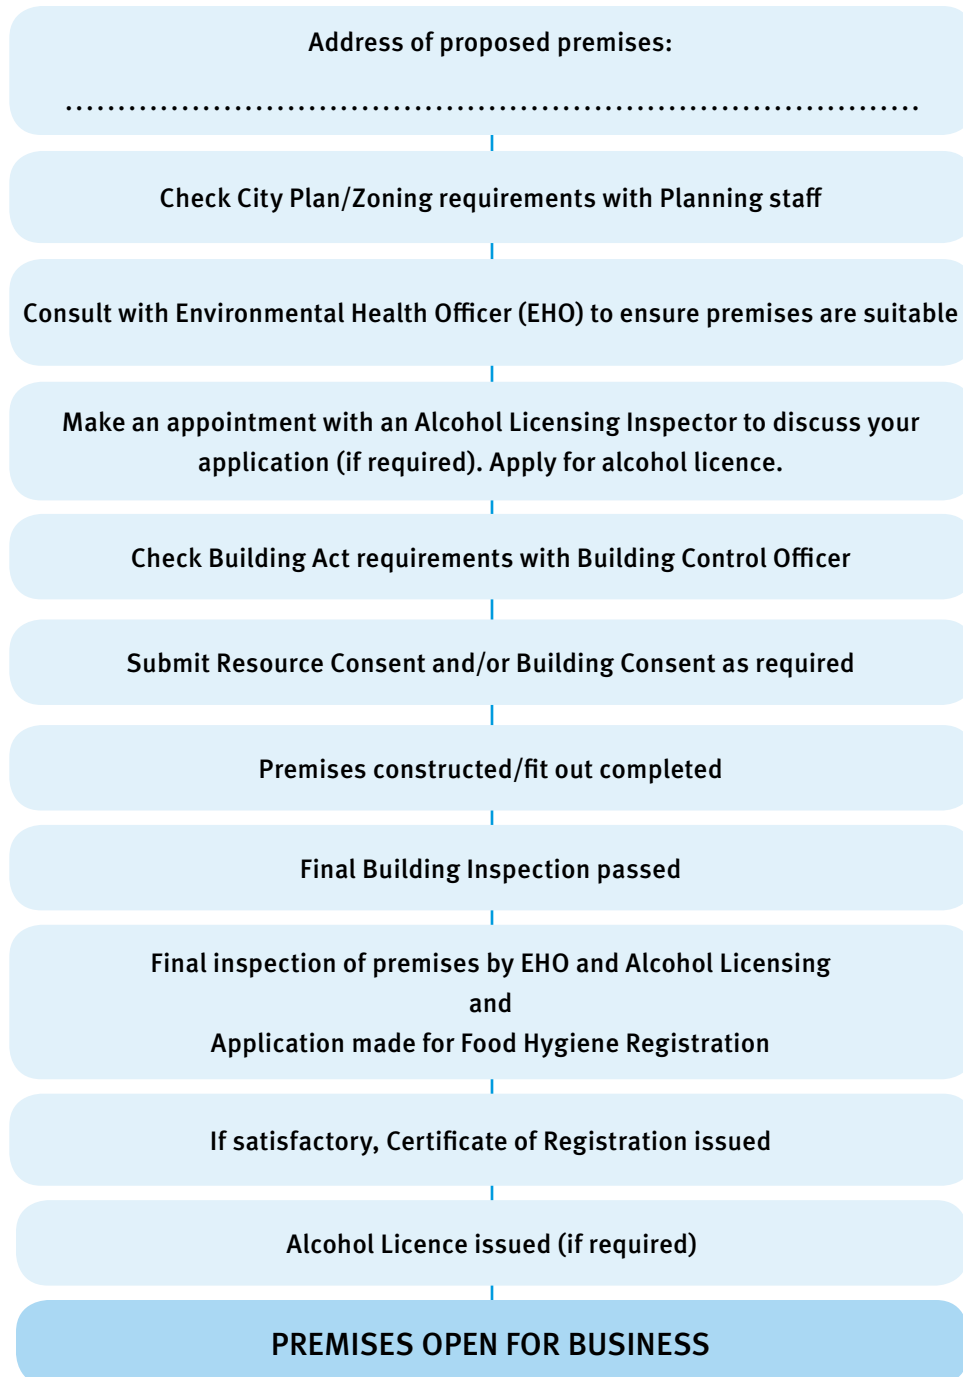 Address of proposed premises:
................................................................................
Check City Plan/Zoning requirements with Planning staff
Consult with Environmental Health Officer (EHO) to ensure premises are suitable
Make an appointment with an Alcohol Licensing Inspector to discuss your
application (if required). Apply for alcohol licence.
Check Building Act requirements with Building Control Officer
Submit Resource Consent and/or Building Consent as required
Premises constructed/fit out completed
Final Building Inspection passed
Final inspection of premises by EHO and Alcohol Licensing
and
Application made for Food Hygiene Registration
If satisfactory, Certificate of Registration issued
Alcohol Licence issued (if required)
PREMISES OPEN FOR BUSINESS